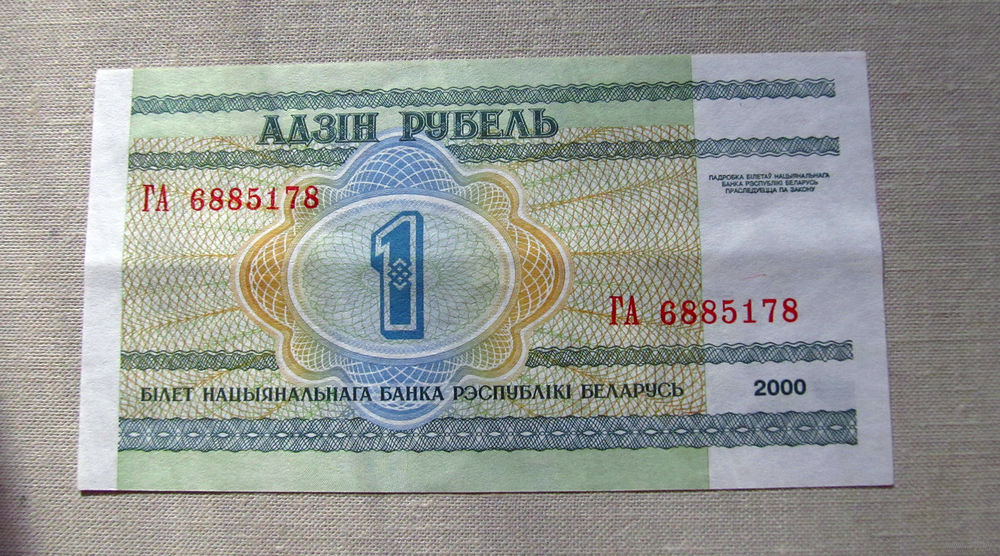 АДЗІН РУБЕЛЬ
ПАДРОБКА БІЛЕТАЎ НАЦЫЯНАЛЬНАГА
БАНКА РЭСПУБЛІКІ БЕЛАРУСЬ
ПРАСЛЕДУЕЦЦА ПА ЗАКОНУ
ГА 6885178
1
ГА 6885178
БІЛЕТ НАЦЫЯНАЛЬНАГА БАНКА РЭСПУБЛІКІ БЕЛАРУСЬ
2000